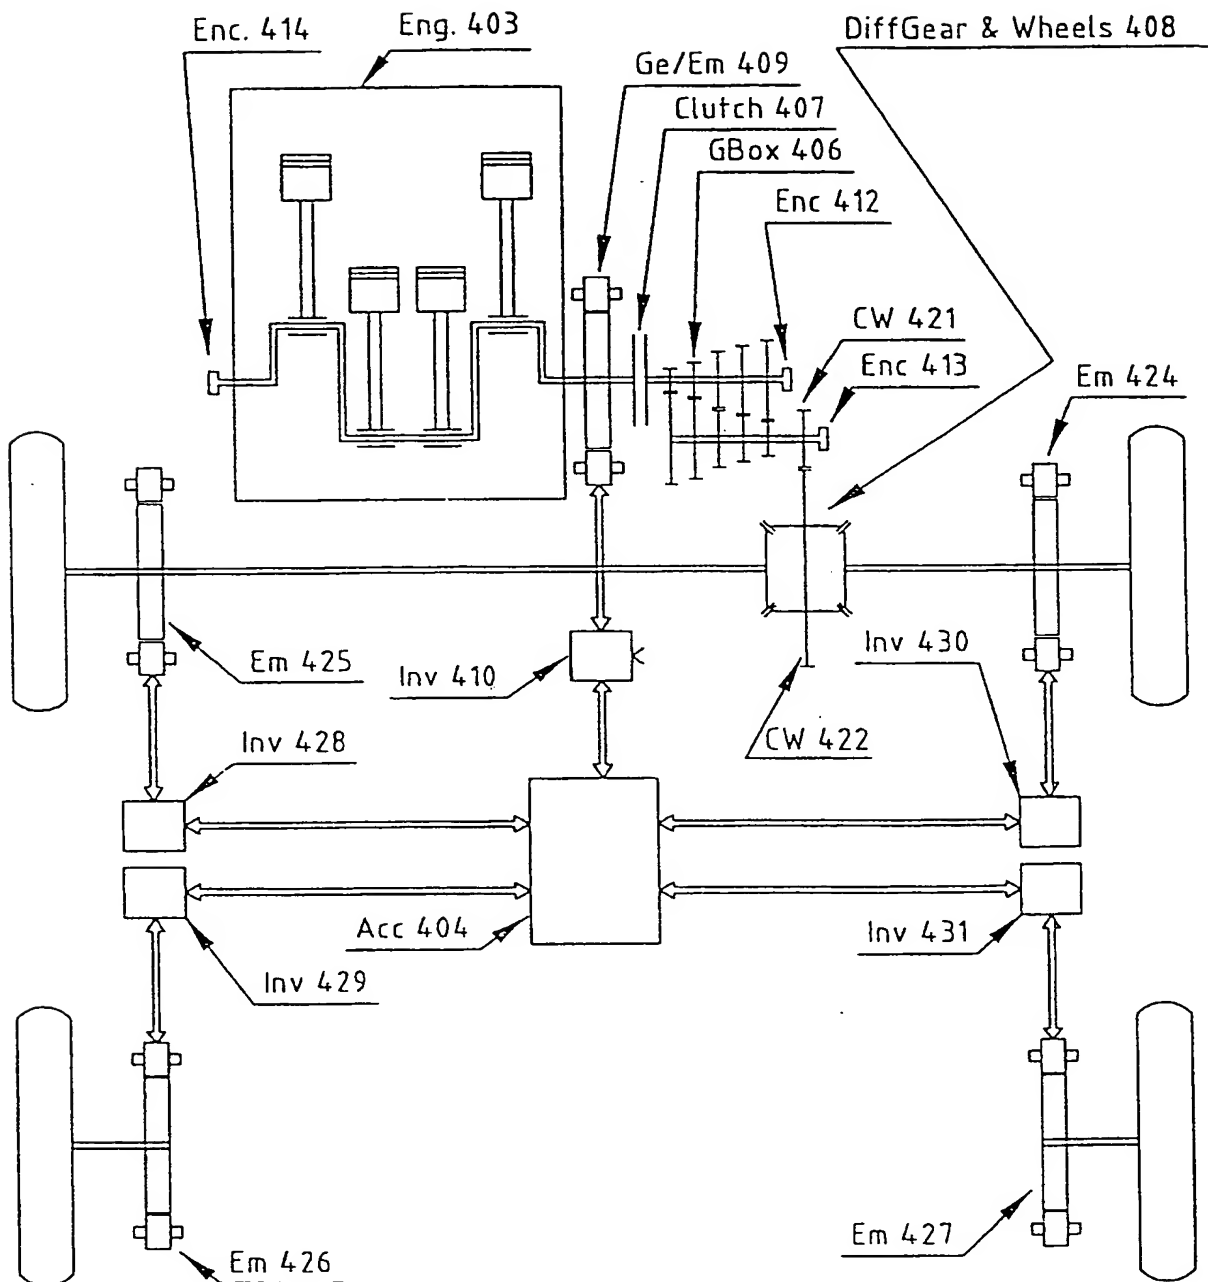 Enc. 414
Eng. 403
DiffGear & Wheels 408
Ge/Em 409
Clutch 407
GBox 406
Enc 412
CW 421
Enc 413
Em 424
Em 425
Inv 410
Inv 430
Inv 428
CW 422
Acc 404
Inv 431
Inv 429
Em 427
Em 426